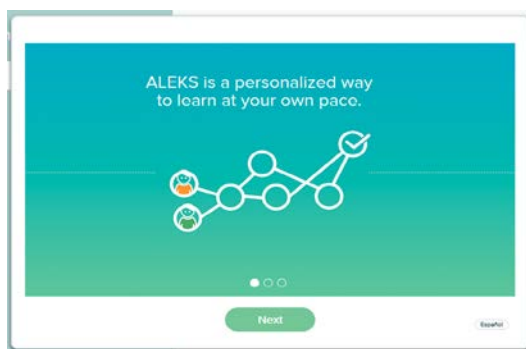 ALEKS is a personalized way
to learn at your own pace.
Next
Español